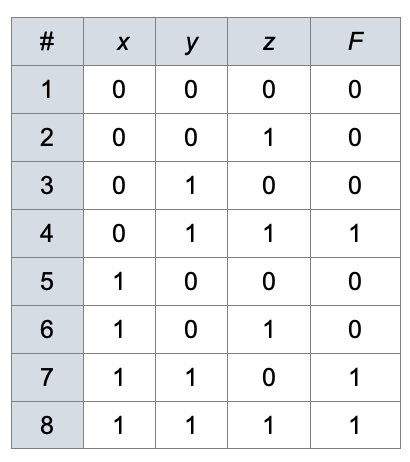 # x y z F
1 0 0 0 0
2 0 0 1 0
3 0 1 0 0
4 0 1 1 1
5 1 0 0 0
6 1 0 1 0
7 1 1 0 1
8 1 1 1 1